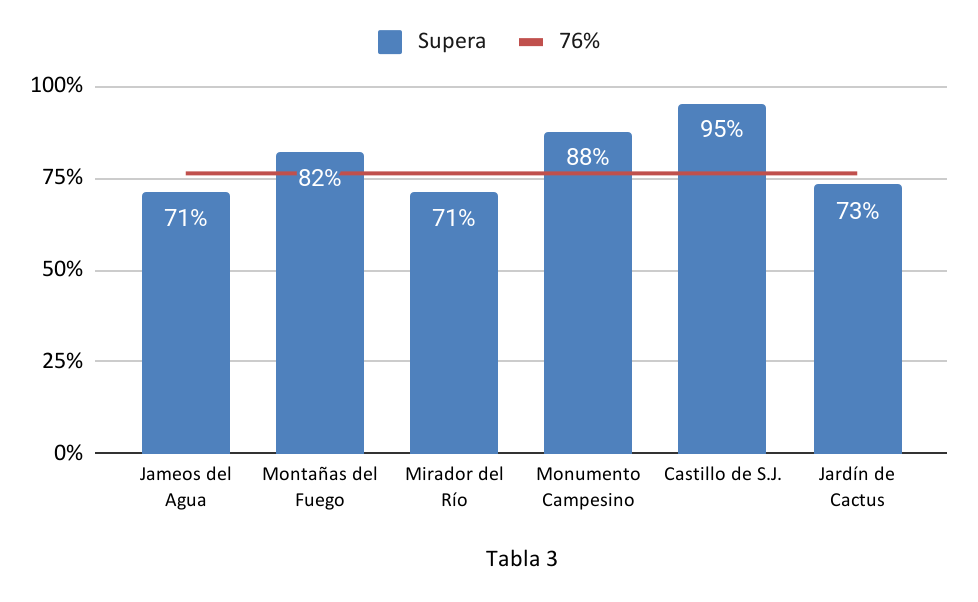 Supera 76%
100%
75%
50%
25%
0%
71%
82%
71%
88%
95%
73%
Jameos del
Agua
Montañas del
Fuego
Mirador del
Río
Monumento
Campesino
Castillo de S.J.
Jardín de
Cactus
Tabla 3